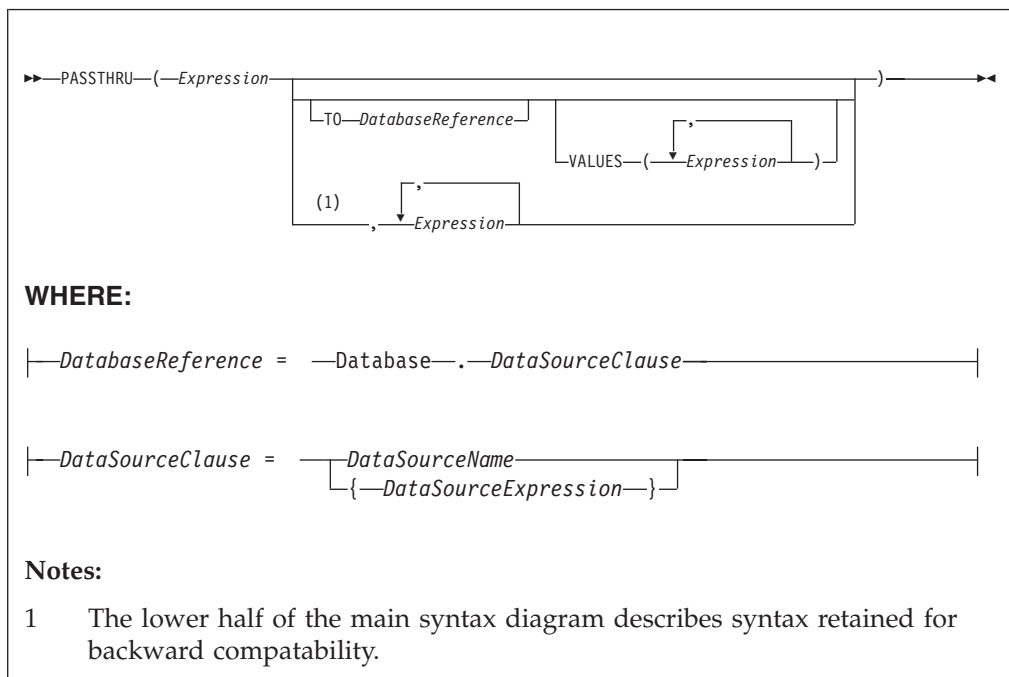 PASSTHRU ( Expression )
TO DatabaseReference
,
VALUES ( Expression )
(1) ,
, Expression
WHERE:
DatabaseReference = Database . DataSourceClause
DataSourceClause = DataSourceName
{ DataSourceExpression }
Notes:
1 The lower half of the main syntax diagram describes syntax retained for
backward compatability.